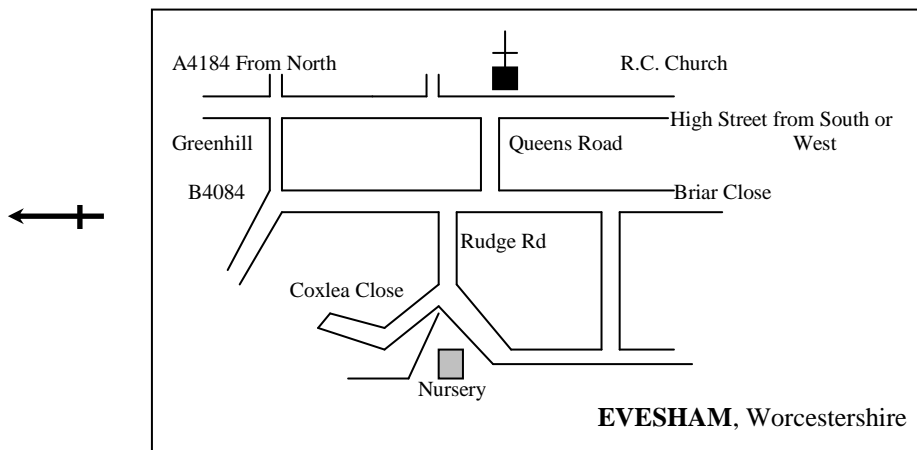 A4184 From North
R.C. Church
High Street from South or
West
Greenhill
Queens Road
B4084
Briar Close
Rudge Rd
Coxlea Close
Nursery
EVESHAM, Worcestershire